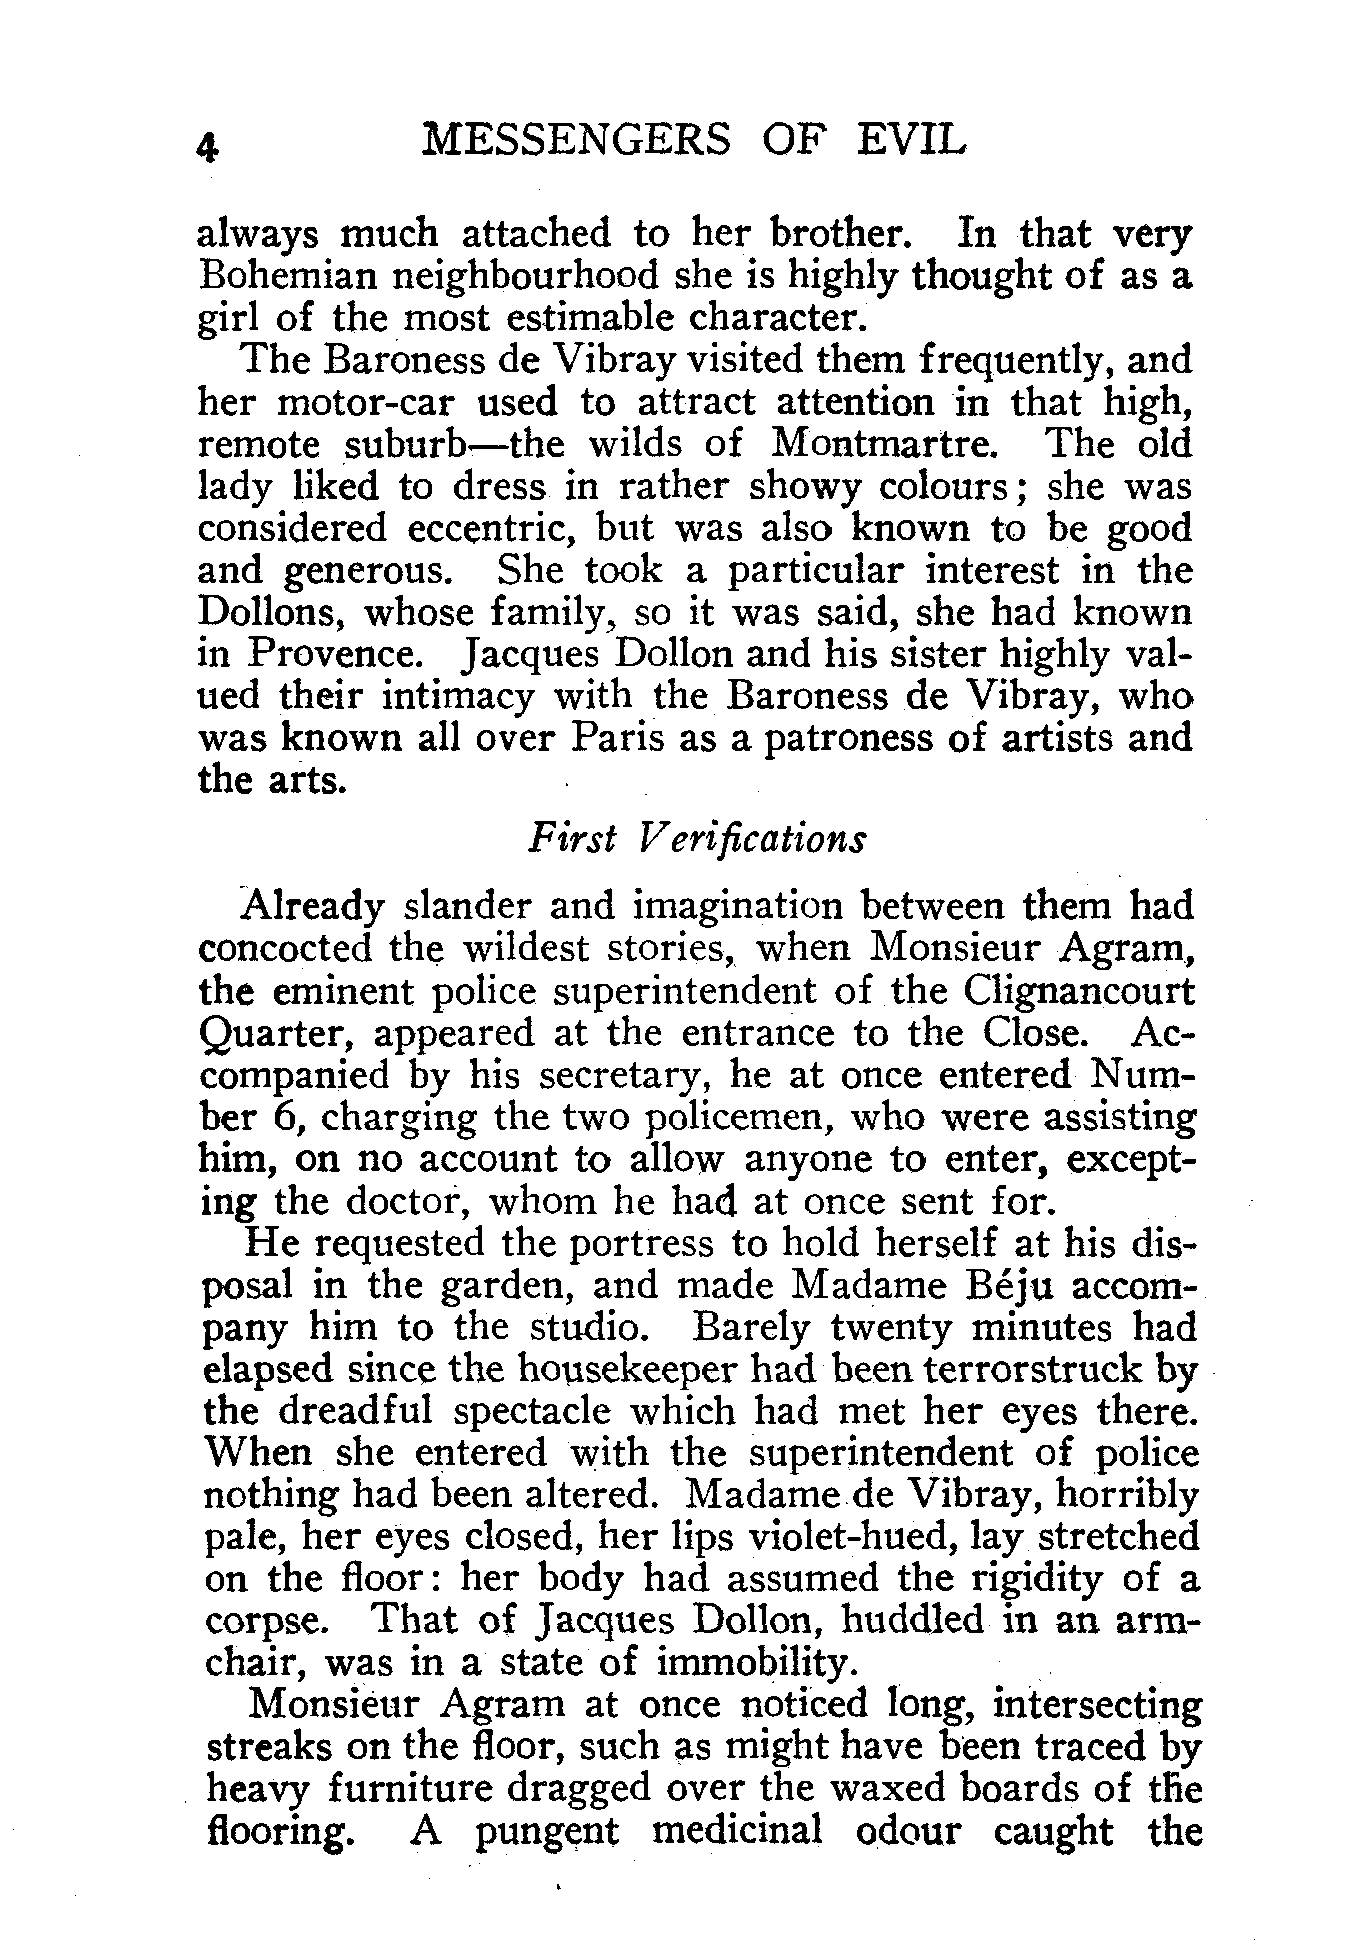 4 MESSENGERS OF EVIL
always much attached to her brother. In that very
Bohemian neighbourhood she is highly thought of as a
girl of the most estimable character.
The Baroness de Vibray visited them frequently, and
her motor-car used to attract attention in that high,
remote suburb—the wilds of Montmartre. The old
lady liked to dress in rather showy colours; she was
considered eccentric, but was also known to be good
and generous. She took a particular interest in the
Dollons, whose family, so it was said, she had known
in Provence. Jacques Dollon and his sister highly val-
ued their intimacy with the Baroness de Vibray, who
was known all over Paris as a patroness of artists and
the arts.
First Verifications
Already slander and imagination between them had
concocted the wildest stories, when Monsieur Agram,
the eminent police superintendent of the Clignancourt
Quarter, appeared at the entrance to the Close. Ac-
companied by his secretary, he at once entered Num-
ber 6, charging the two policemen, who were assisting
him, on no account to allow anyone to enter, except-
ing the doctor, whom he had at once sent for.
He requested the portress to hold herself at his dis-
posal in the garden, and made Madame Béju accom-
pany him to the studio. Barely twenty minutes had
elapsed since the housekeeper had been terrorstruck by
the dreadful spectacle which had met her eyes there.
When she entered with the superintendent of police
nothing had been altered. Madame de Vibray, horribly
pale, her eyes closed, her lips violet-hued, lay stretched
on the floor: her body had assumed the rigidity of a
corpse. That of Jacques Dollon, huddled in an arm-
chair, was in a state of immobility.
Monsieur Agram at once noticed long, intersecting
streaks on the floor, such as might have been traced by
heavy furniture dragged over the waxed boards of the
flooring. A pungent medicinal odour caught the